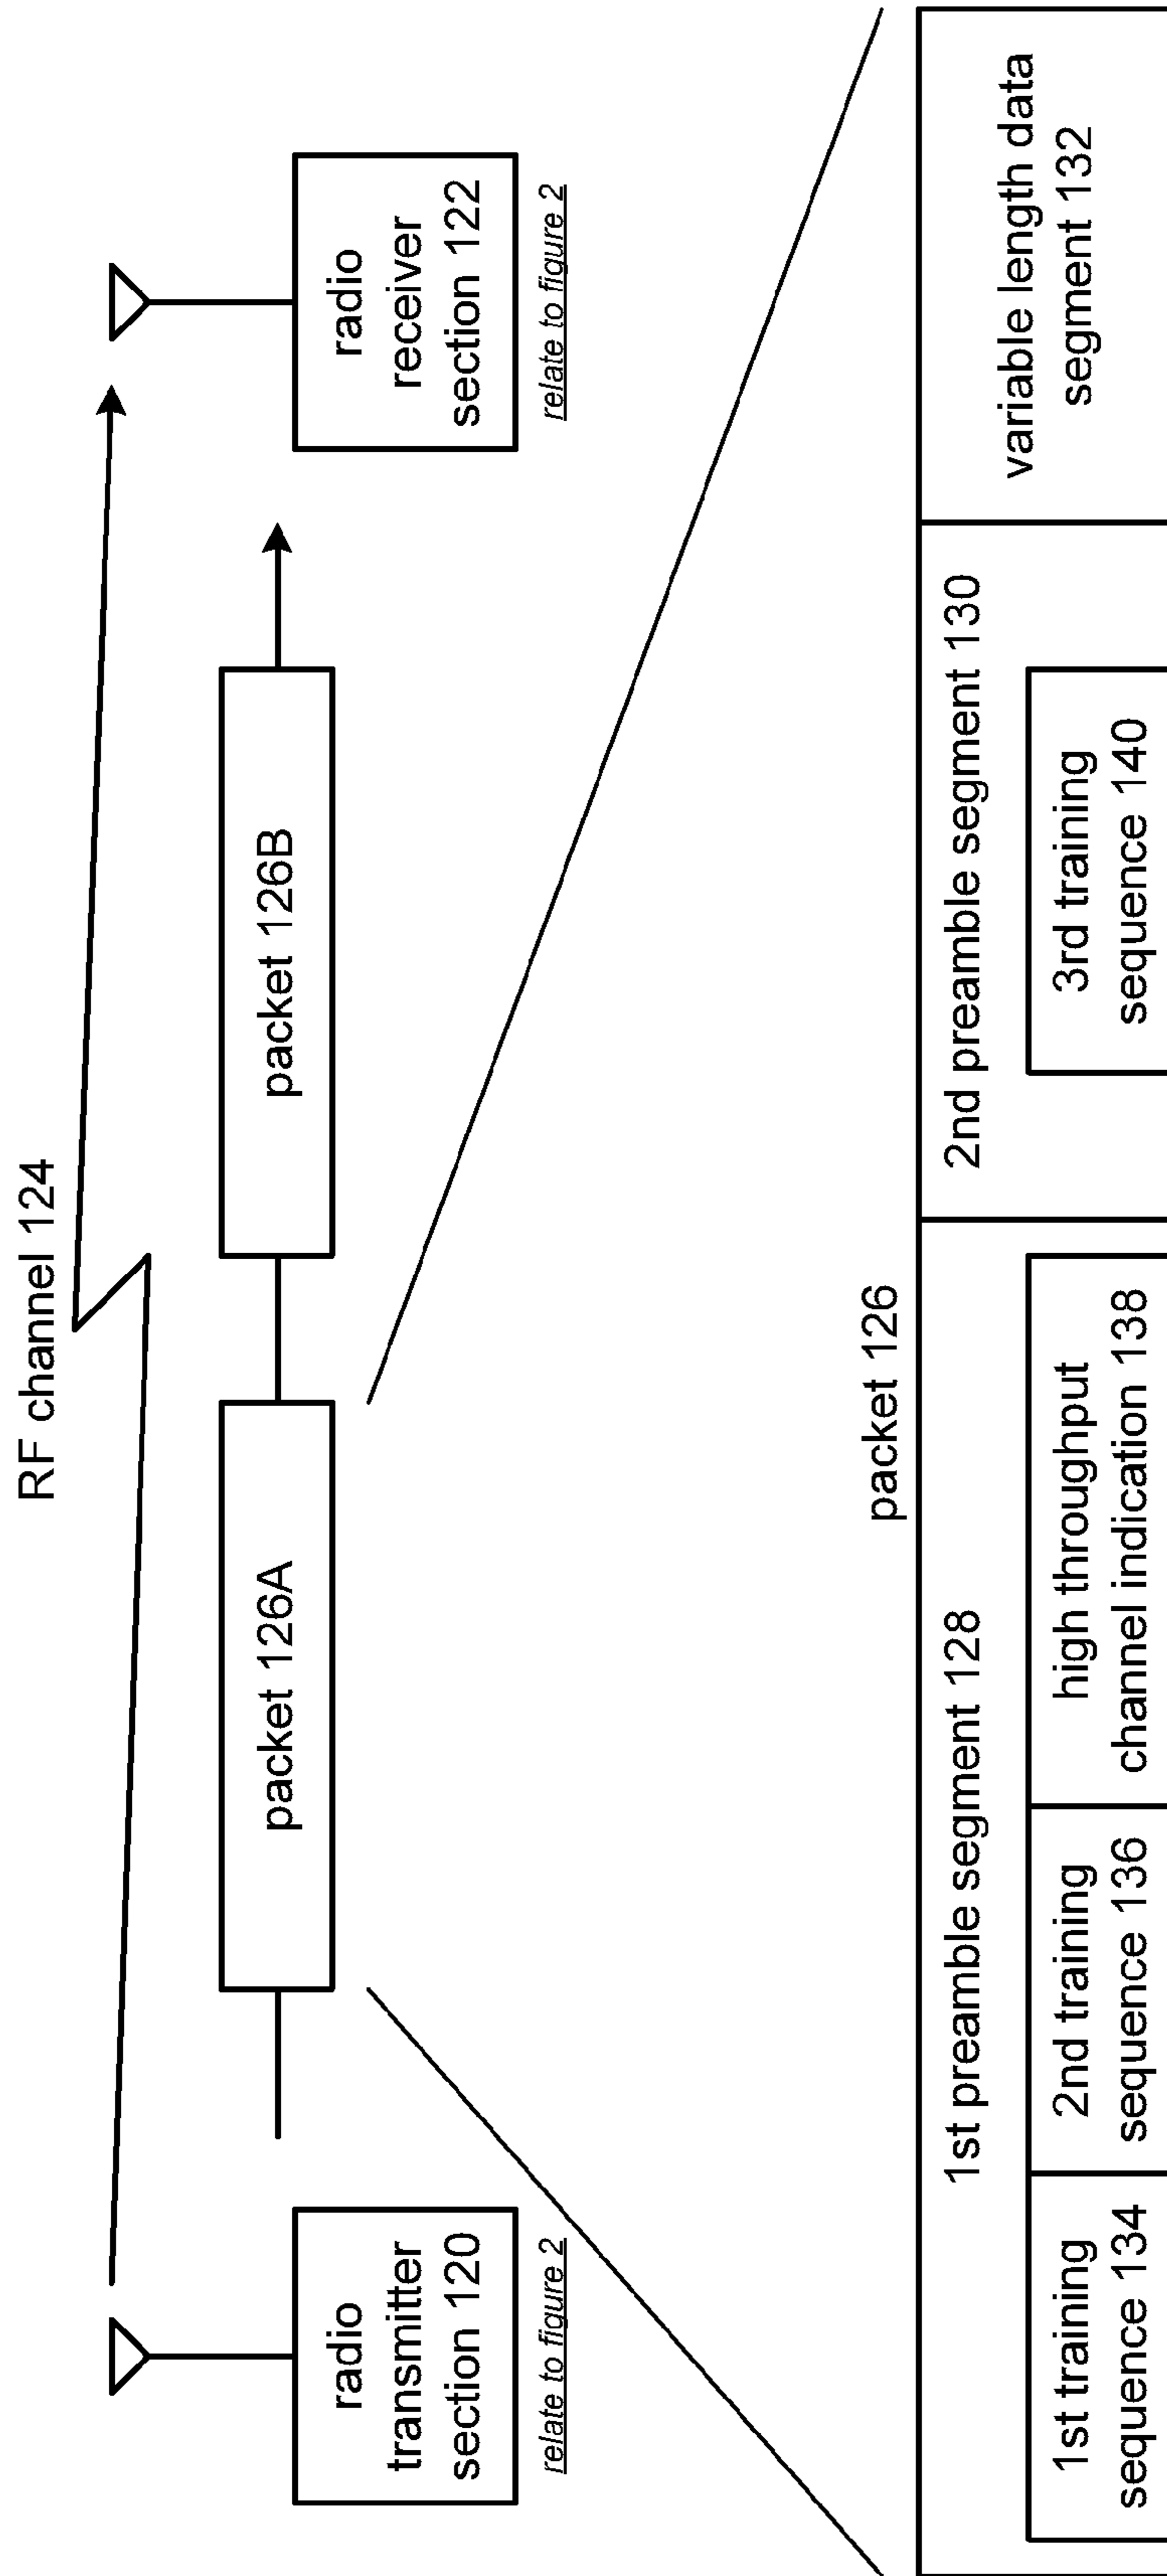 RF channel 124
radio
transmitter
section 120
relate to figure 2
packet 126A
packet 126B
radio
receiver
section 122
relate to figure 2
packet 126
1st preamble segment 128
1st training
sequence 134
2nd training
sequence 136
high throughput
channel indication 138
2nd preamble segment 130
3rd training
sequence 140
variable length data
segment 132